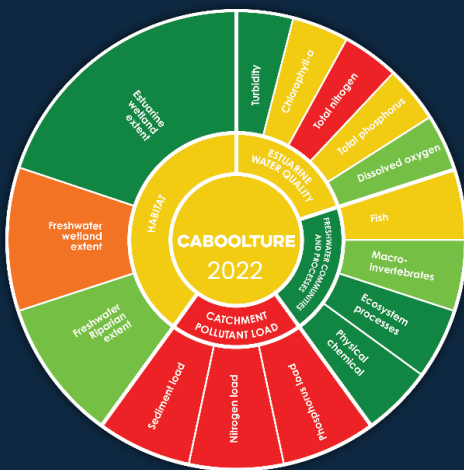 CABOOLTURE
2022
HABITAT
ESTUARINE
WATER QUALITY
FRESHWATER COMMUNITIES
AND PROCESSES
CATCHMENT
POLLUTANT LOAD
Estuarine
wetland
extent
Turbidity
Chlorophyll-a
Total nitrogen
Total phosphorus
Dissolved oxygen
Fish
Macro-
invertebrates
Ecosystem
processes
Physical
chemical
Phosphorus load
Nitrogen load
Sediment load
Freshwater
Riparian
extent
Freshwater
wetland
extent